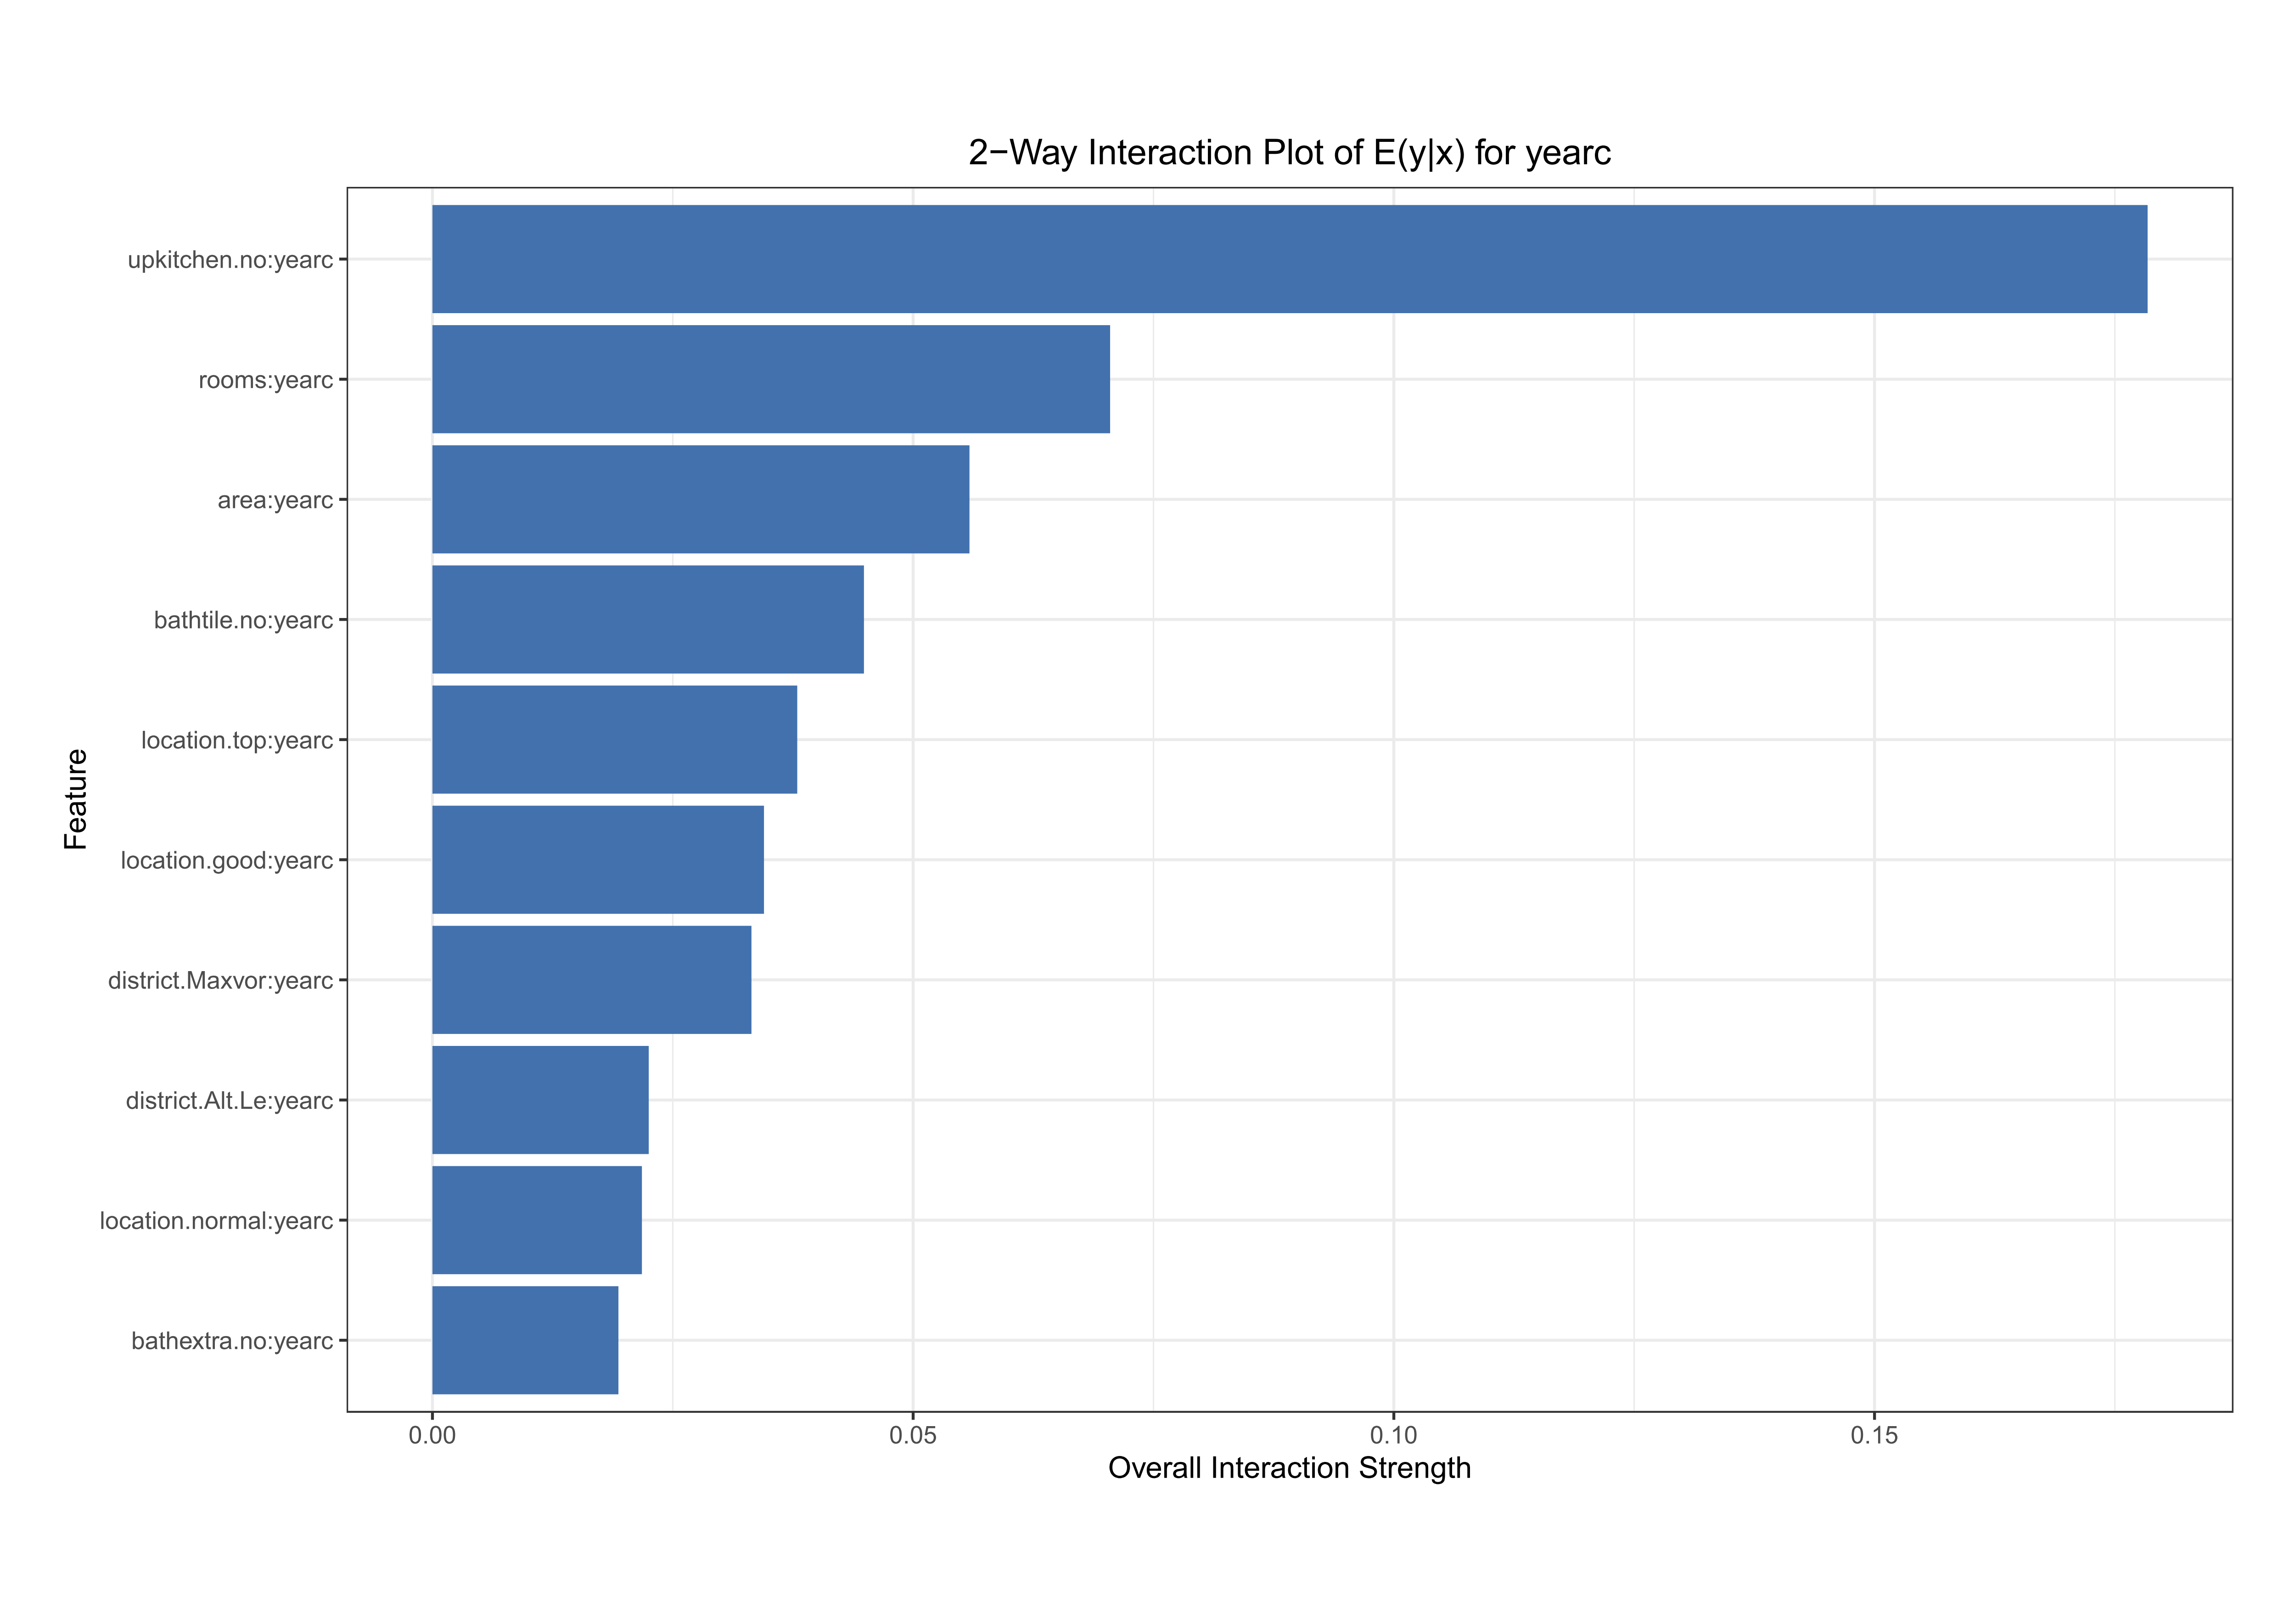 2−Way Interaction Plot of E(y|x) for yearc
Feature
upkitchen.no:yearc
rooms:yearc
area:yearc
bathtile.no:yearc
location.top:yearc
location.good:yearc
district.Maxvor:yearc
district.Alt.Le:yearc
location.normal:yearc
bathextra.no:yearc
0.00 0.05 0.10 0.15
Overall Interaction Strength